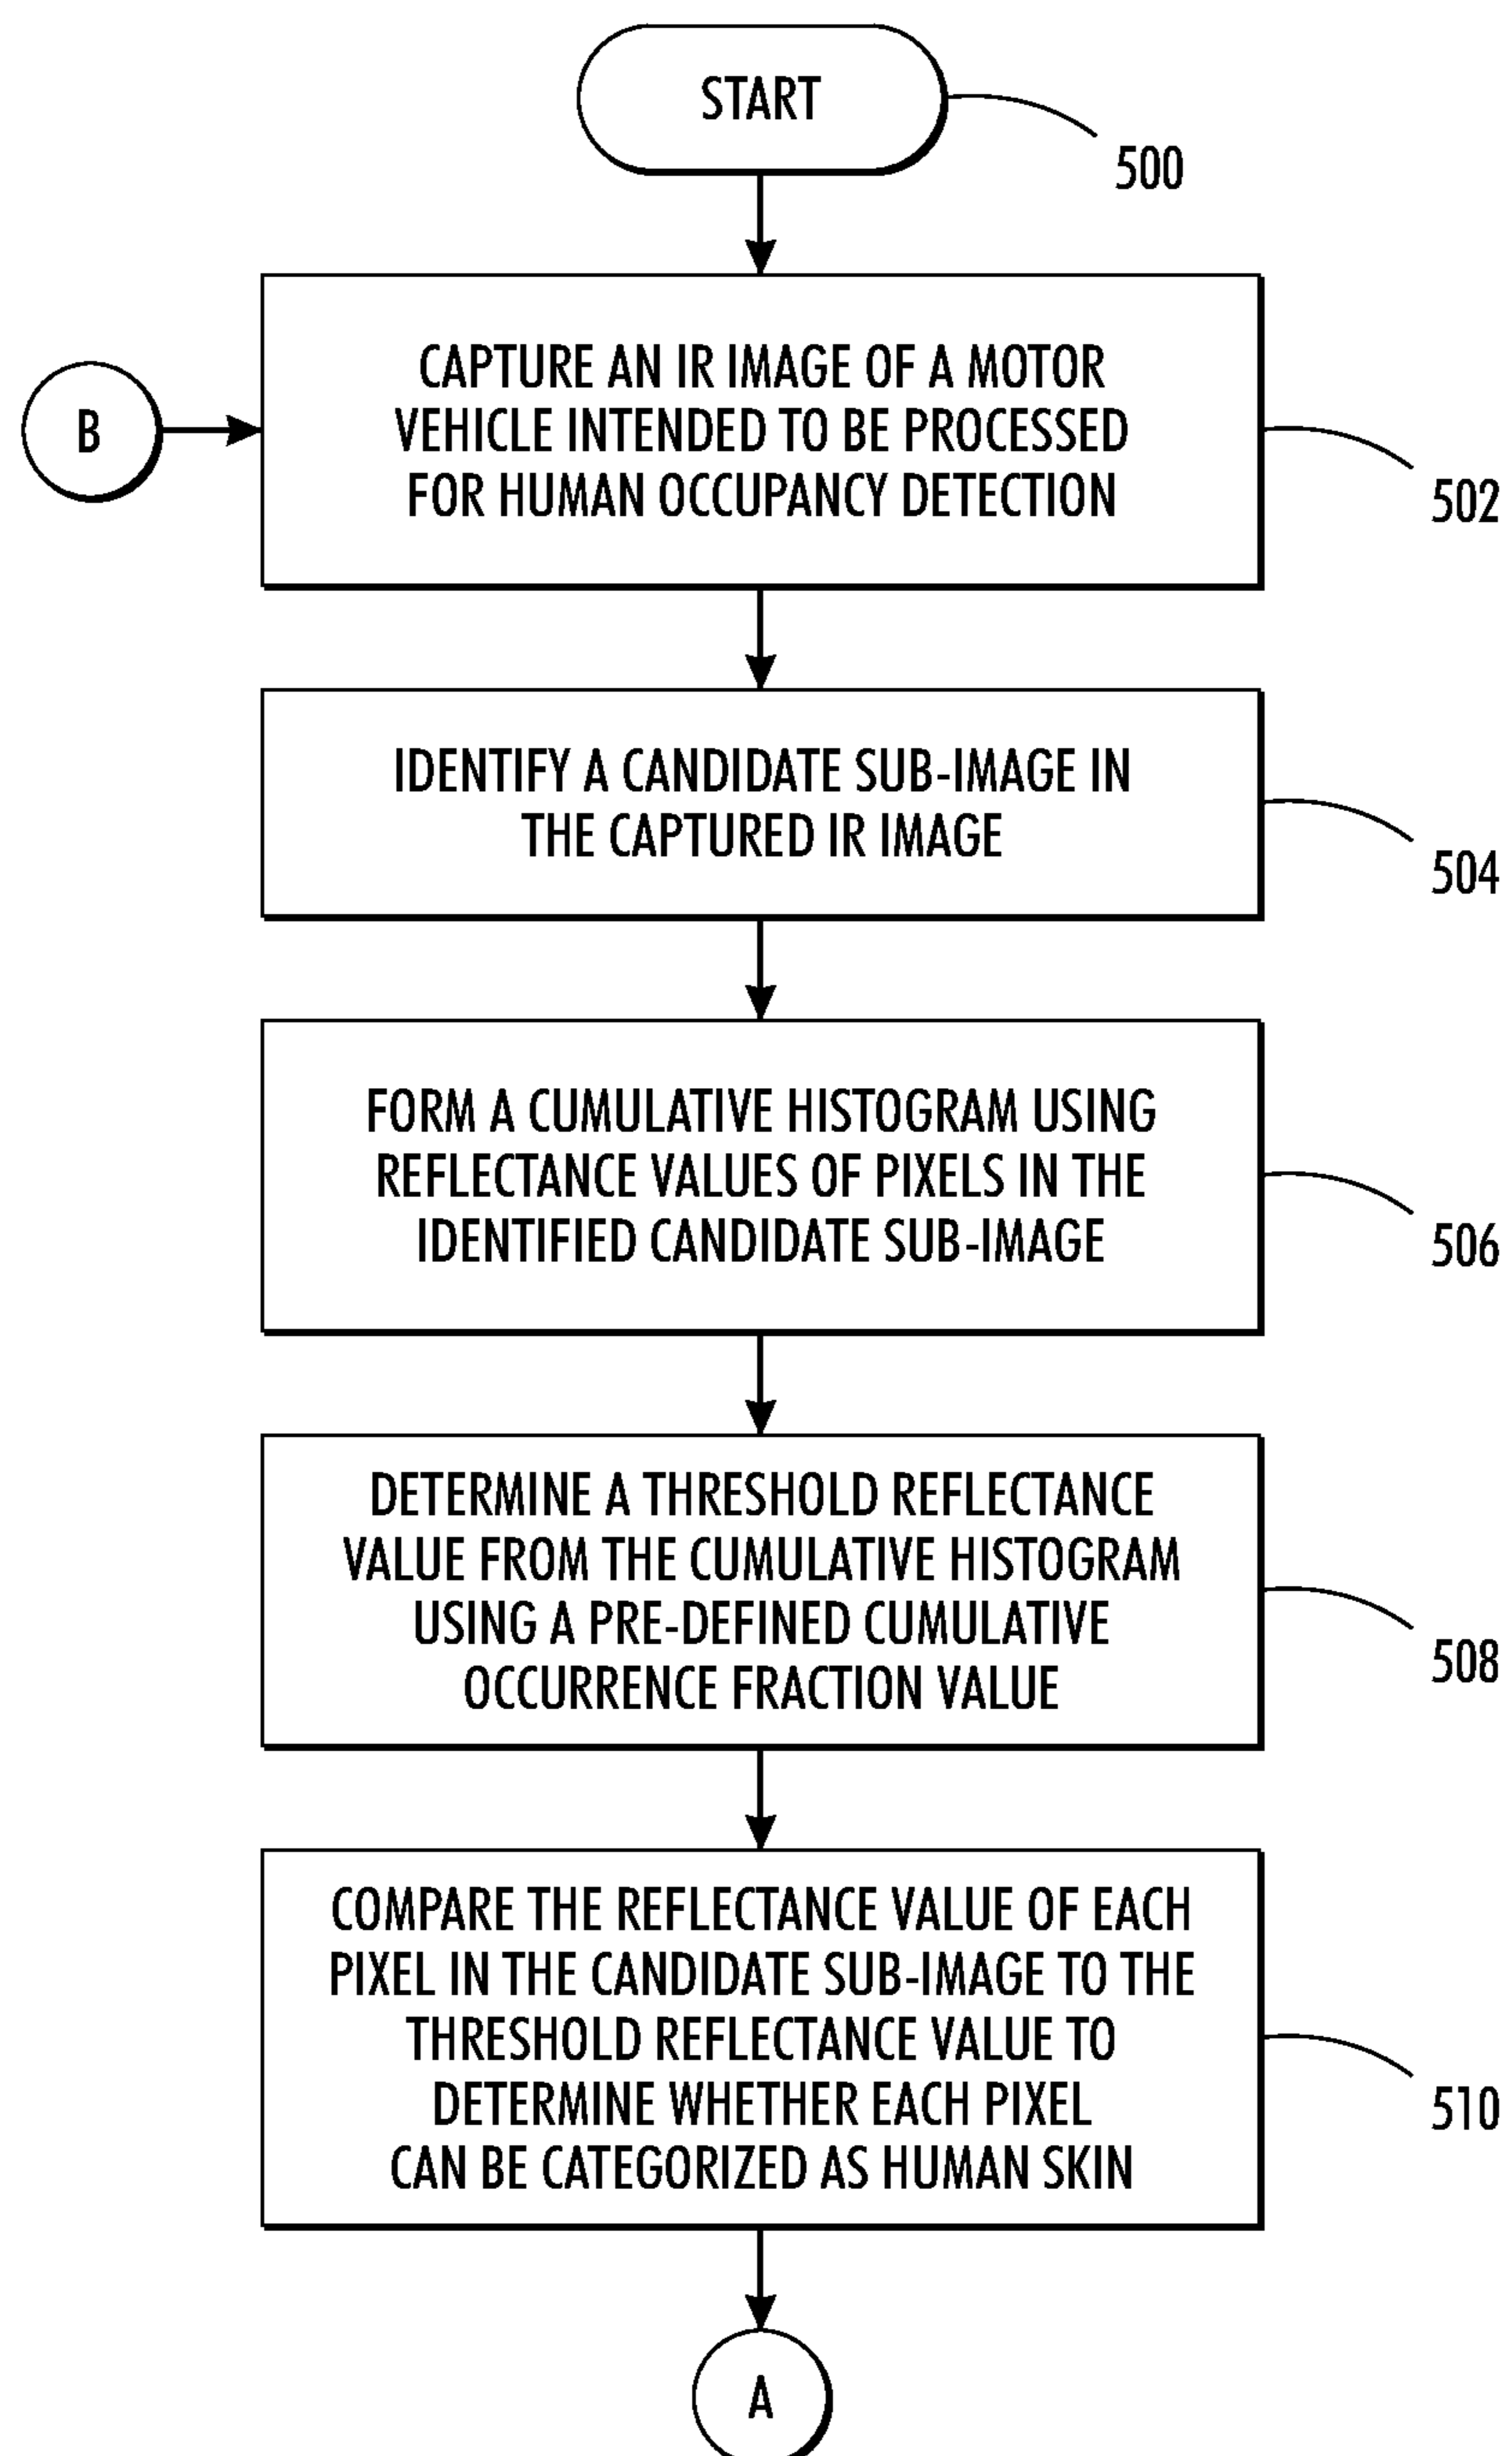 START
500
B
CAPTURE AN IR IMAGE OF A MOTOR
VEHICLE INTENDED TO BE PROCESSED
FOR HUMAN OCCUPANCY DETECTION
502
IDENTIFY A CANDIDATE SUB-IMAGE IN
THE CAPTURED IR IMAGE
504
FORM A CUMULATIVE HISTOGRAM USING
REFLECTANCE VALUES OF PIXELS IN THE
IDENTIFIED CANDIDATE SUB-IMAGE
506
DETERMINE A THRESHOLD REFLECTANCE
VALUE FROM THE CUMULATIVE HISTOGRAM
USING A PRE-DEFINED CUMULATIVE
OCCURRENCE FRACTION VALUE
508
COMPARE THE REFLECTANCE VALUE OF EACH
PIXEL IN THE CANDIDATE SUB-IMAGE TO THE
THRESHOLD REFLECTANCE VALUE TO
DETERMINE WHETHER EACH PIXEL
CAN BE CATEGORIZED AS HUMAN SKIN
510
A